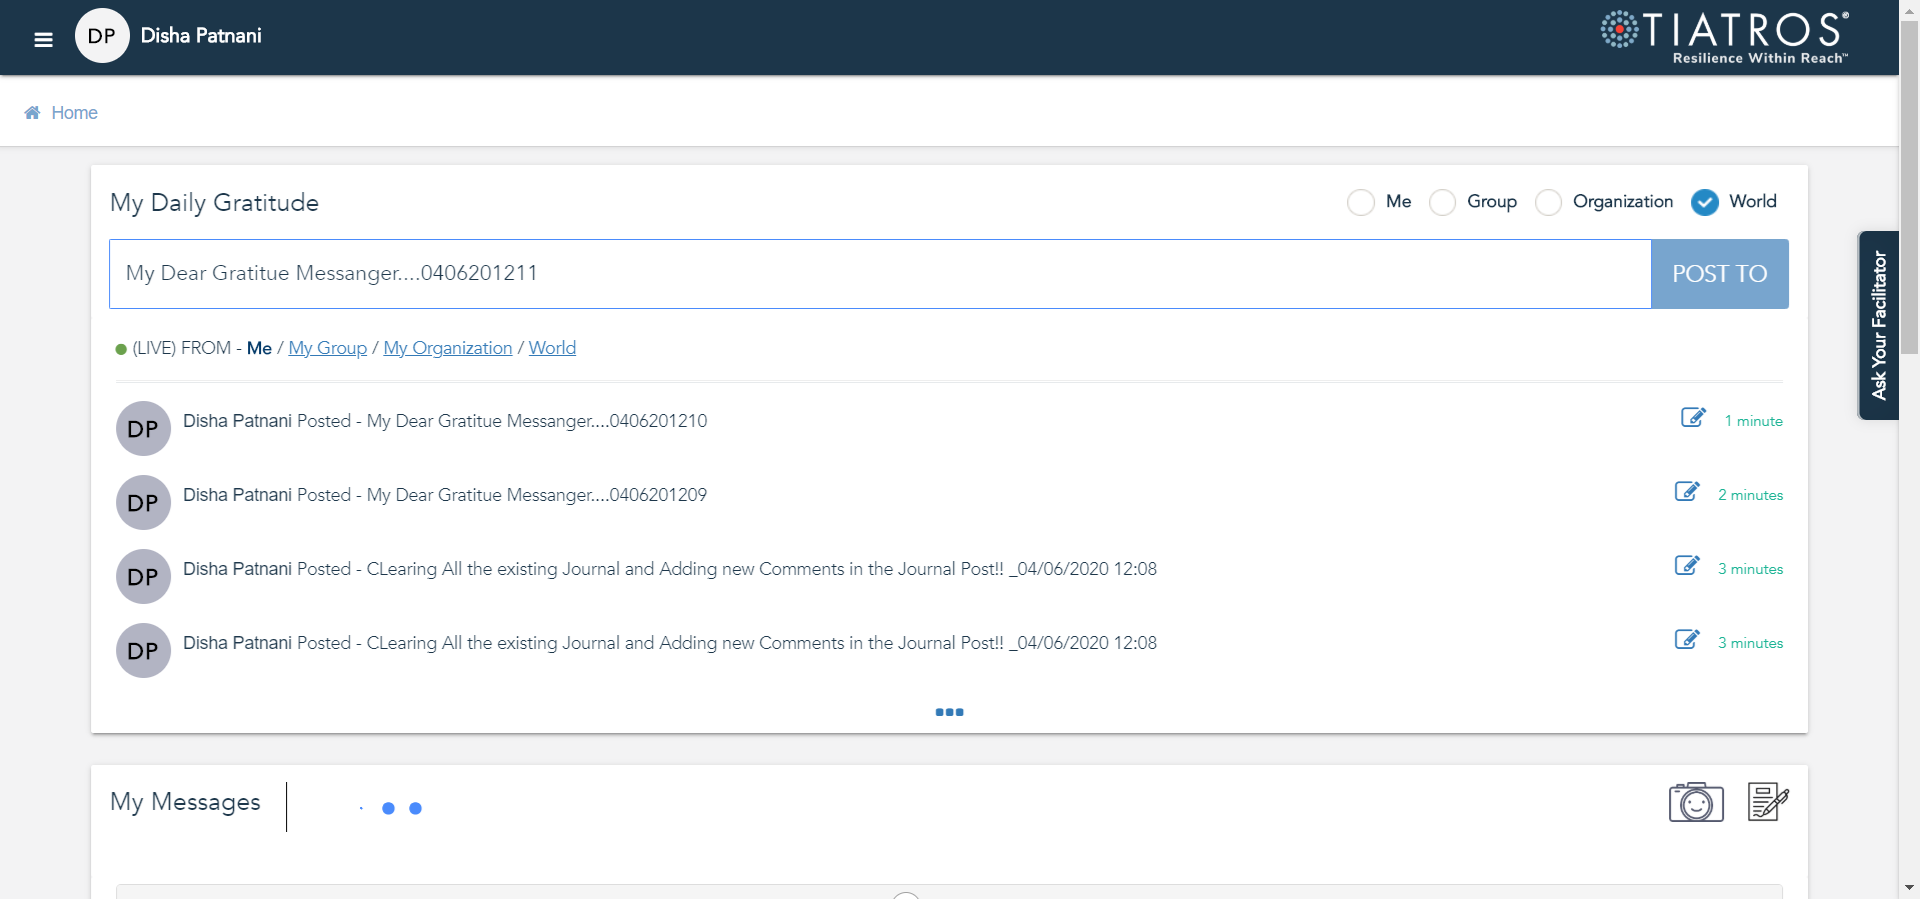 DP Disha Patnani
TIATROS®
Resilience Within Reach™
Home
My Daily Gratitude
Me Group Organization World
My Dear Gratitue Messanger....0406201211
POST TO
Ask Your Facilitator
(LIVE) FROM - Me / My Group / My Organization / World
DP Disha Patnani Posted - My Dear Gratitue Messanger....0406201210 1 minute
DP Disha Patnani Posted - My Dear Gratitue Messanger....0406201209 2 minutes
DP Disha Patnani Posted - CLearing All the existing Journal and Adding new Comments in the Journal Post!! _04/06/2020 12:08 3 minutes
DP Disha Patnani Posted - CLearing All the existing Journal and Adding new Comments in the Journal Post!! _04/06/2020 12:08 3 minutes
My Messages